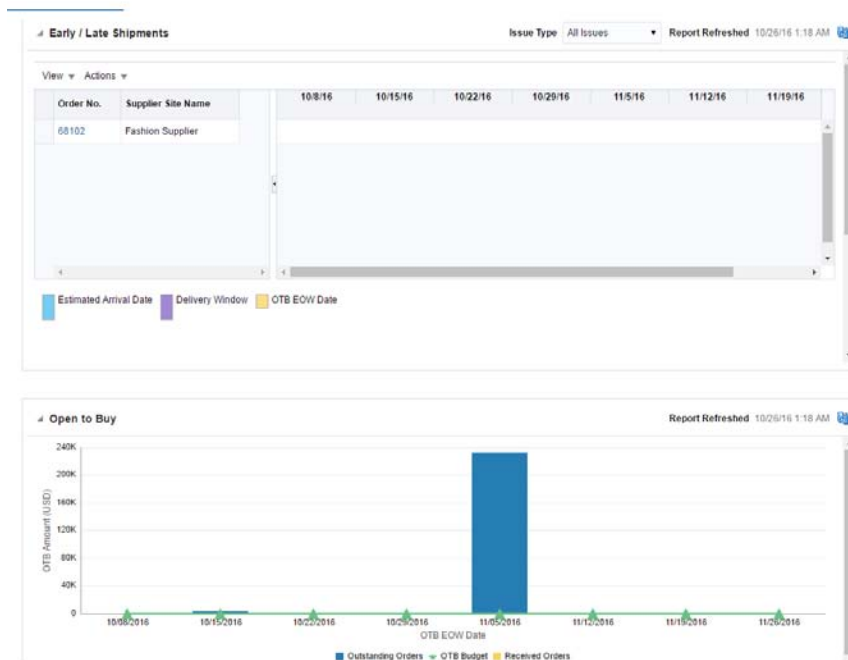 Early / Late Shipments Issue Type All Issues Report Refreshed 10/26/16 1:18 AM
View Actions
Order No. Supplier Site Name 10/8/16 10/15/16 10/22/16 10/29/16 11/5/16 11/12/16 11/19/16
68102 Fashion Supplier
Estimated Arrival Date Delivery Window OTB EOW Date
Open to Buy Report Refreshed 10/26/16 1:18 AM
240K
200K
160K
120K
80K
40K
0
OTB Amount (USD)
10/08/2016 10/15/2016 10/22/2016 10/29/2016 11/05/2016 11/12/2016 11/19/2016 11/26/2016
OTB EOW Date
Outstanding Orders OTB Budget Received Orders